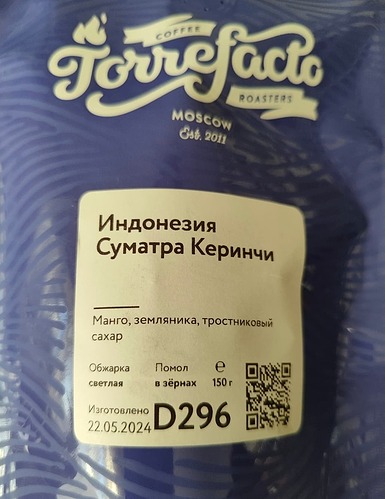 COFFEE
Torrefacto
ROASTERS
MOSCOW
Est. 2011
Индонезия
Суматра Керинчи
Манго, земляника, тростниковый
сахар
Обжарка Помол ℮
светлая в зёрнах 150 г
Изготовлено
22.05.2024 D296